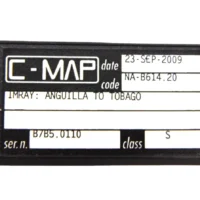 C-MAP date 23-SEP-2009
code NA-B614.20
IMRAY: ANGUILLA TO TOBAGO
ser. n. B7B5.0110 class S